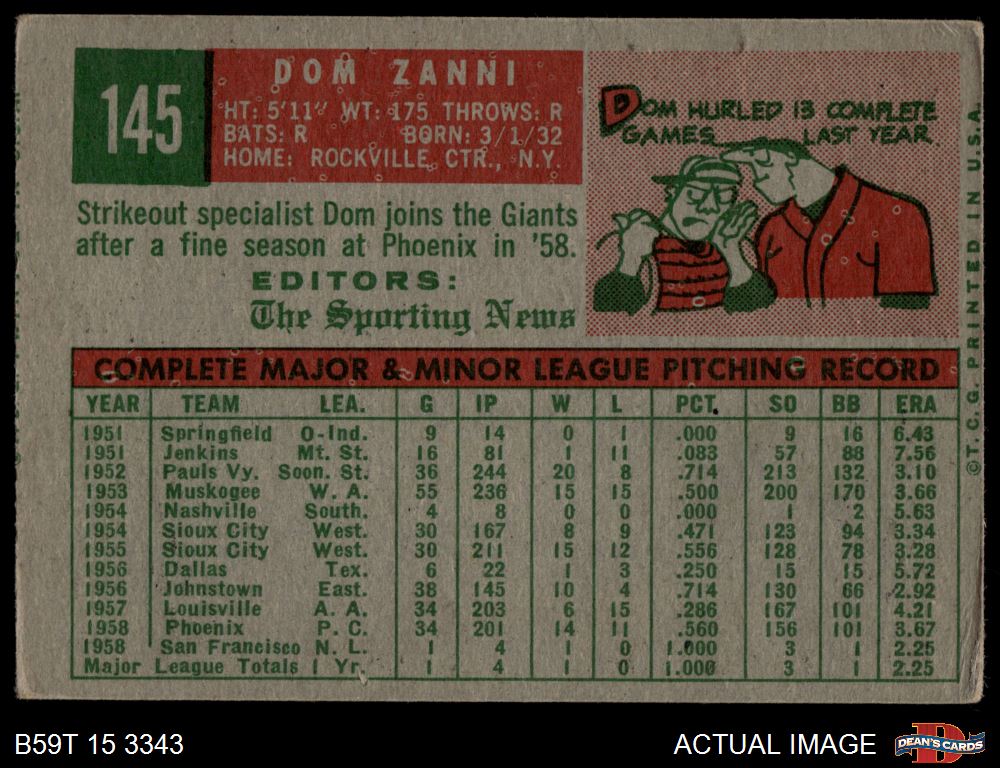 145
DOM ZANNI
HT: 5'11" WT: 175 THROWS: R
BATS: R BORN: 3/1/32
HOME: ROCKVILLE CTR., N.Y.
Strikeout specialist Dom joins the Giants
after a fine season at Phoenix in '58.
EDITORS:
The Sporting News
DOM HURLED 13 COMPLETE
GAMES LAST YEAR.
COMPLETE MAJOR & MINOR LEAGUE PITCHING RECORD
YEAR TEAM LEA. G IP W L PCT. SO BB ERA
1951 Springfield O-Ind. 9 14 0 1 .000 9 16 6.43
1951 Jenkins Mt. St. 16 81 1 11 .083 57 88 7.56
1952 Pauls Vy. Soon. St. 36 244 20 8 .714 213 132 3.10
1953 Muskogee W. A. 55 236 15 15 .500 200 170 3.66
1954 Nashville South. 4 8 0 0 .000 1 2 5.63
1954 Sioux City West. 30 167 8 9 .471 123 94 3.34
1955 Sioux City West. 30 211 15 12 .556 128 78 3.28
1956 Dallas Tex. 6 22 1 3 .250 15 15 5.72
1956 Johnstown East. 38 145 10 4 .714 130 66 2.92
1957 Louisville A. A. 34 203 6 15 .286 167 101 4.21
1958 Phoenix P. C. 34 201 14 11 .560 156 101 3.67
1958 San Francisco N. L. 1 4 1 0 1.000 3 1 2.25
Major League Totals 1 Yr. 1 4 1 0 1.000 3 1 2.25
©T.C.G. PRINTED IN U.S.A.
B59T 15 3343
ACTUAL IMAGE
D
DEAN'S CARDS